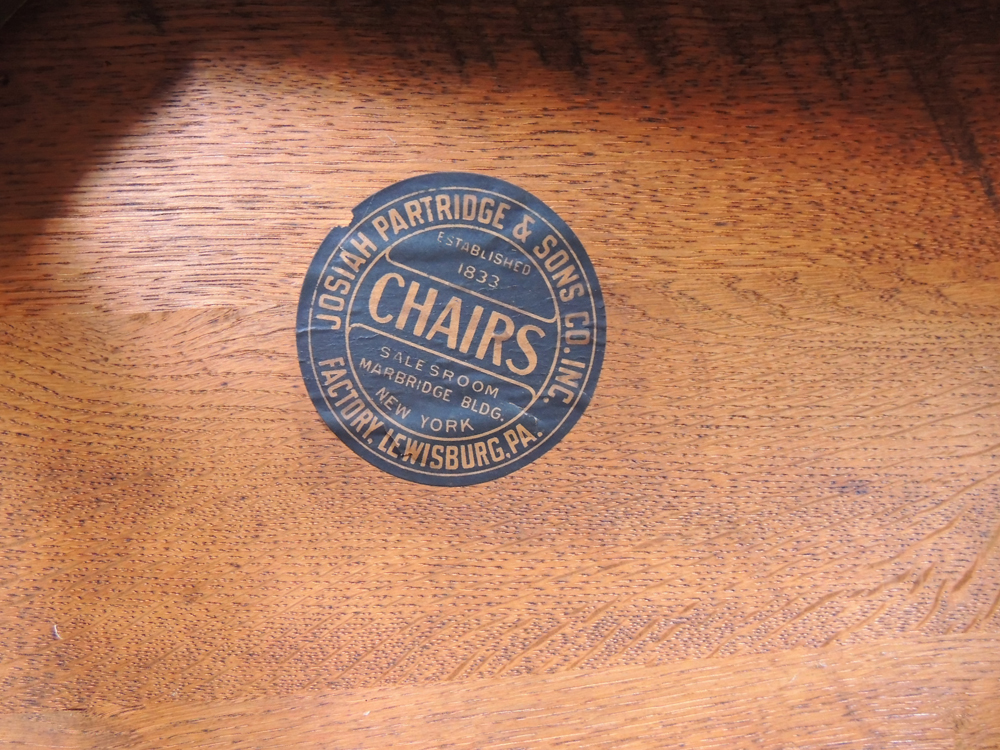 JOSIAH PARTRIDGE & SONS CO. INC.
ESTABLISHED
1833
CHAIRS
SALESROOM
MARBRIDGE BLDG.
NEW YORK
FACTORY, LEWISBURG, PA.